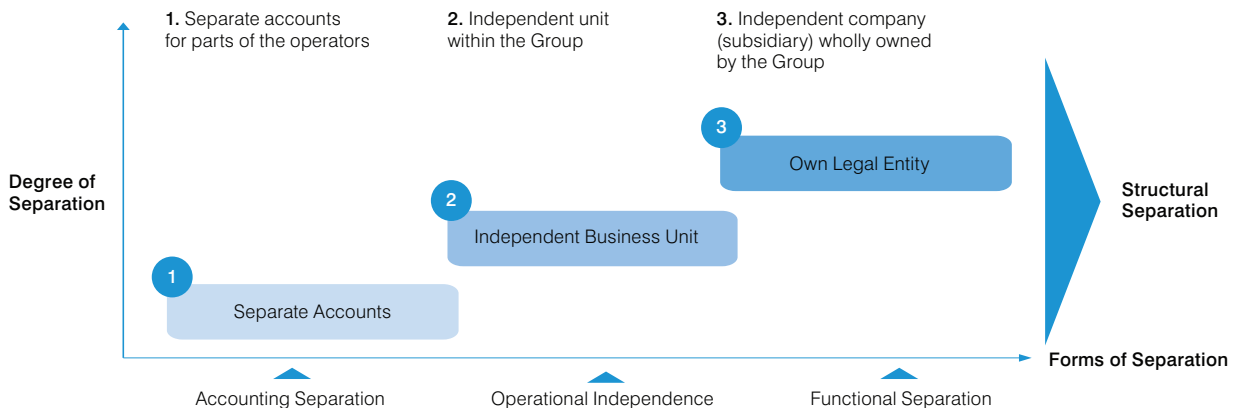 1. Separate accounts
for parts of the operators
2. Independent unit
within the Group
3. Independent company
(subsidiary) wholly owned
by the Group
3
Own Legal Entity
Degree of
Separation
2
Independent Business Unit
Structural
Separation
1
Separate Accounts
Forms of Separation
Accounting Separation
Operational Independence
Functional Separation